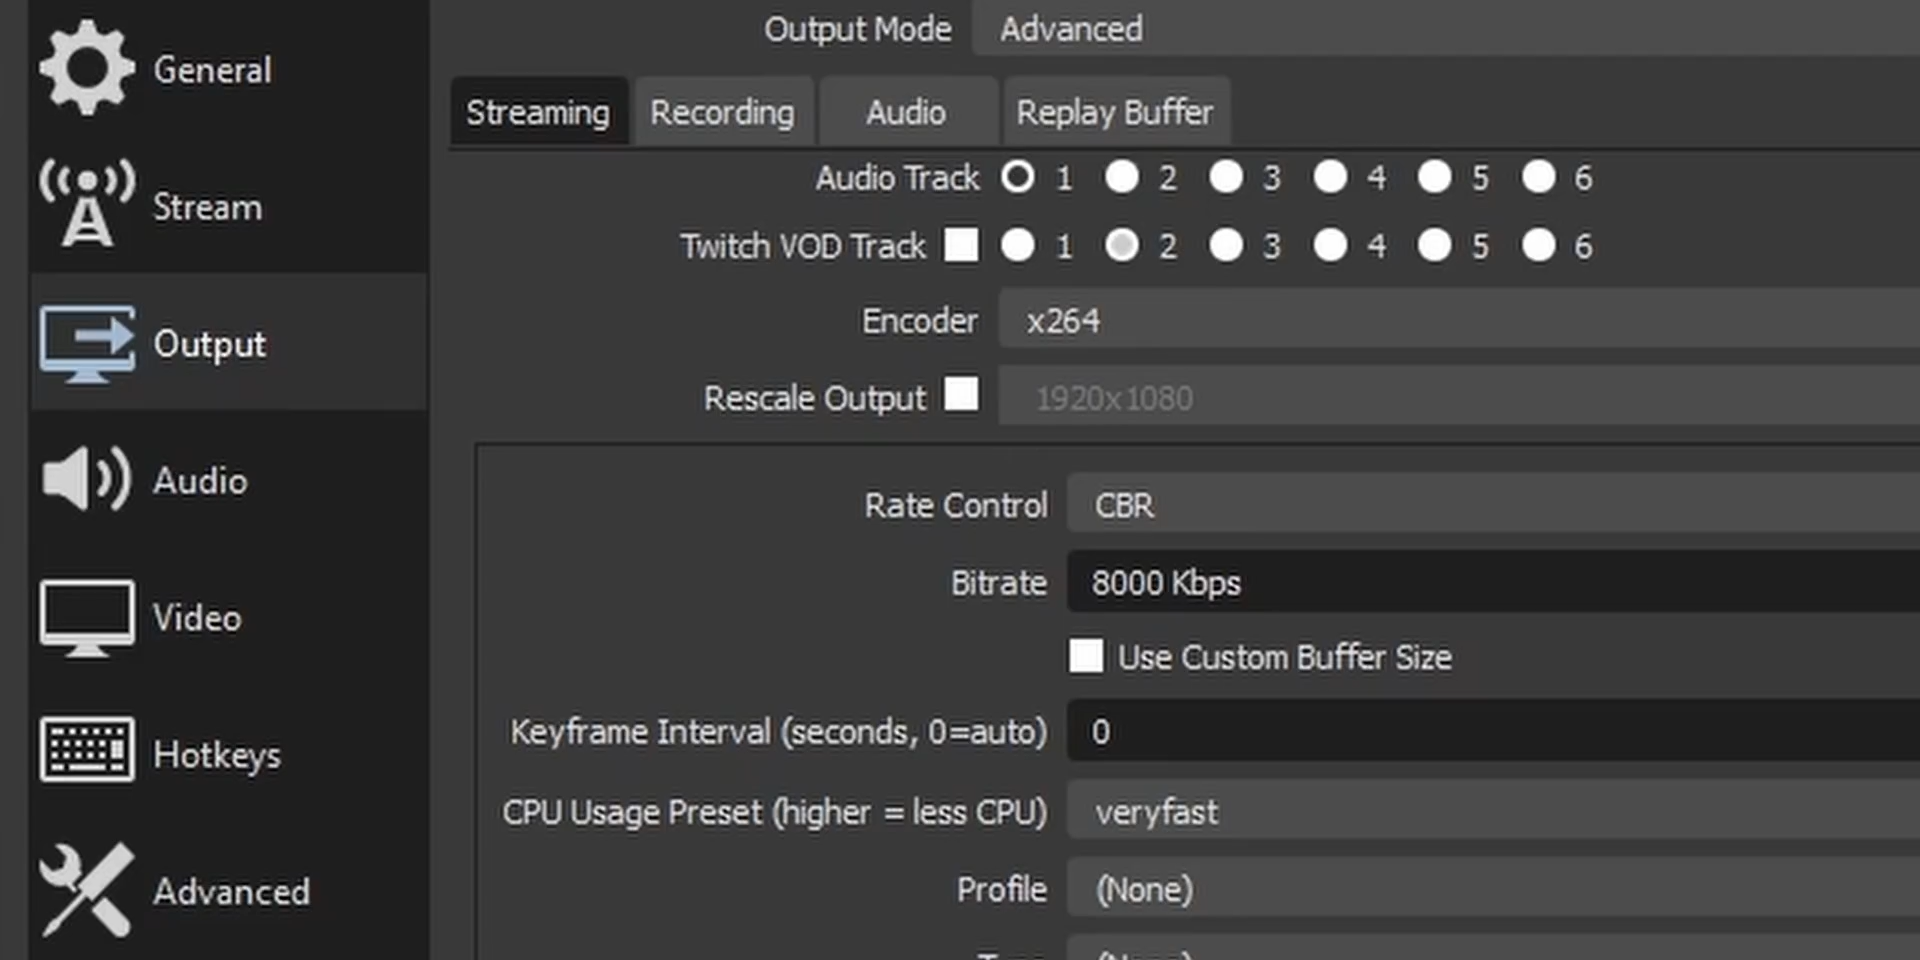 Output Mode Advanced
General
Streaming Recording Audio Replay Buffer
Audio Track 1 2 3 4 5 6
Stream
Twitch VOD Track 1 2 3 4 5 6
Encoder x264
Output
Rescale Output 1920x1080
Audio
Rate Control CBR
Bitrate 8000 Kbps
Video
Use Custom Buffer Size
Keyframe Interval (seconds, 0=auto) 0
Hotkeys
CPU Usage Preset (higher = less CPU) veryfast
Advanced
Profile (None)